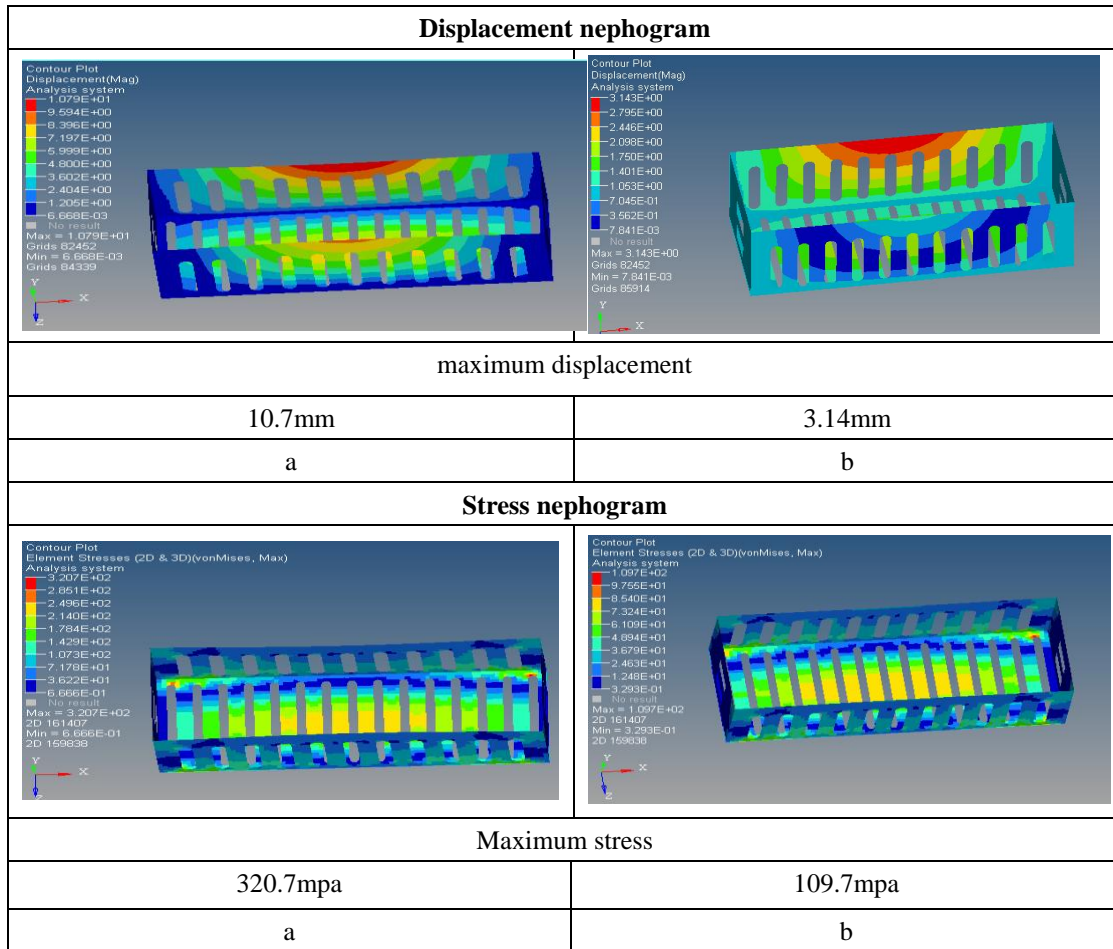 Displacement nephogram
Contour Plot
Displacement(Mag)
Analysis system
1.079E+01
9.594E+00
8.396E+00
7.197E+00
5.999E+00
4.800E+00
3.602E+00
2.404E+00
1.205E+00
6.668E-03
No result
Max = 1.079E+01
Grids 82452
Min = 6.668E-03
Grids 84339
Y
X
Z
Contour Plot
Displacement(Mag)
Analysis system
3.143E+00
2.795E+00
2.446E+00
2.098E+00
1.750E+00
1.401E+00
1.053E+00
7.045E-01
3.562E-01
7.841E-03
No result
Max = 3.143E+00
Grids 82452
Min = 7.841E-03
Grids 85914
Y
X
maximum displacement
10.7mm 3.14mm
a b
Stress nephogram
Contour Plot
Element Stresses (2D & 3D)(vonMises, Max)
Analysis system
3.207E+02
2.851E+02
2.496E+02
2.140E+02
1.784E+02
1.429E+02
1.073E+02
7.178E+01
3.622E+01
6.666E-01
No result
Max = 3.207E+02
2D 161407
Min = 6.666E-01
2D 159838
Y
X
Z
Contour Plot
Element Stresses (2D & 3D)(vonMises, Max)
Analysis system
1.097E+02
9.755E+01
8.540E+01
7.324E+01
6.109E+01
4.894E+01
3.679E+01
2.463E+01
1.248E+01
3.293E-01
No result
Max = 1.097E+02
2D 161407
Min = 3.293E-01
2D 159838
Y
X
Z
Maximum stress
320.7mpa 109.7mpa
a b